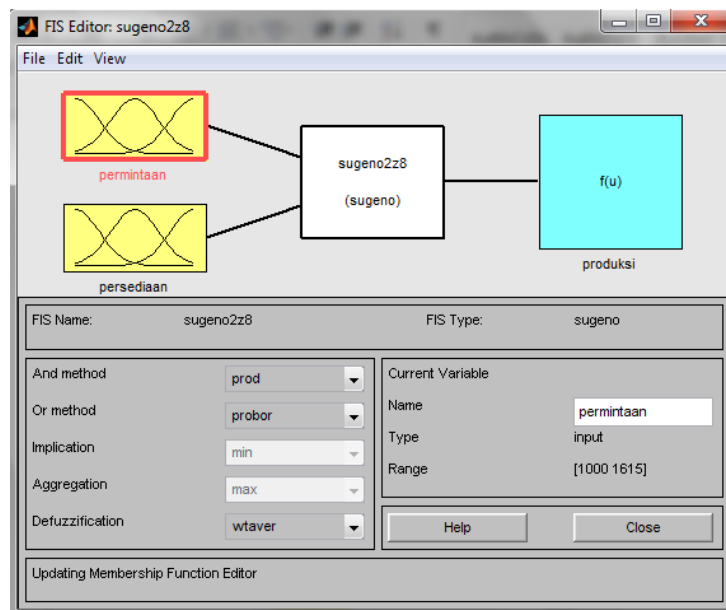 FIS Editor: sugeno2z8
File Edit View
permintaan
persediaan
sugeno2z8
(sugeno)
f(u)
produksi
FIS Name: sugeno2z8 FIS Type: sugeno
And method prod
Or method probor
Implication min
Aggregation max
Defuzzification wtaver
Current Variable
Name permintaan
Type input
Range [1000 1615]
Help Close
Updating Membership Function Editor